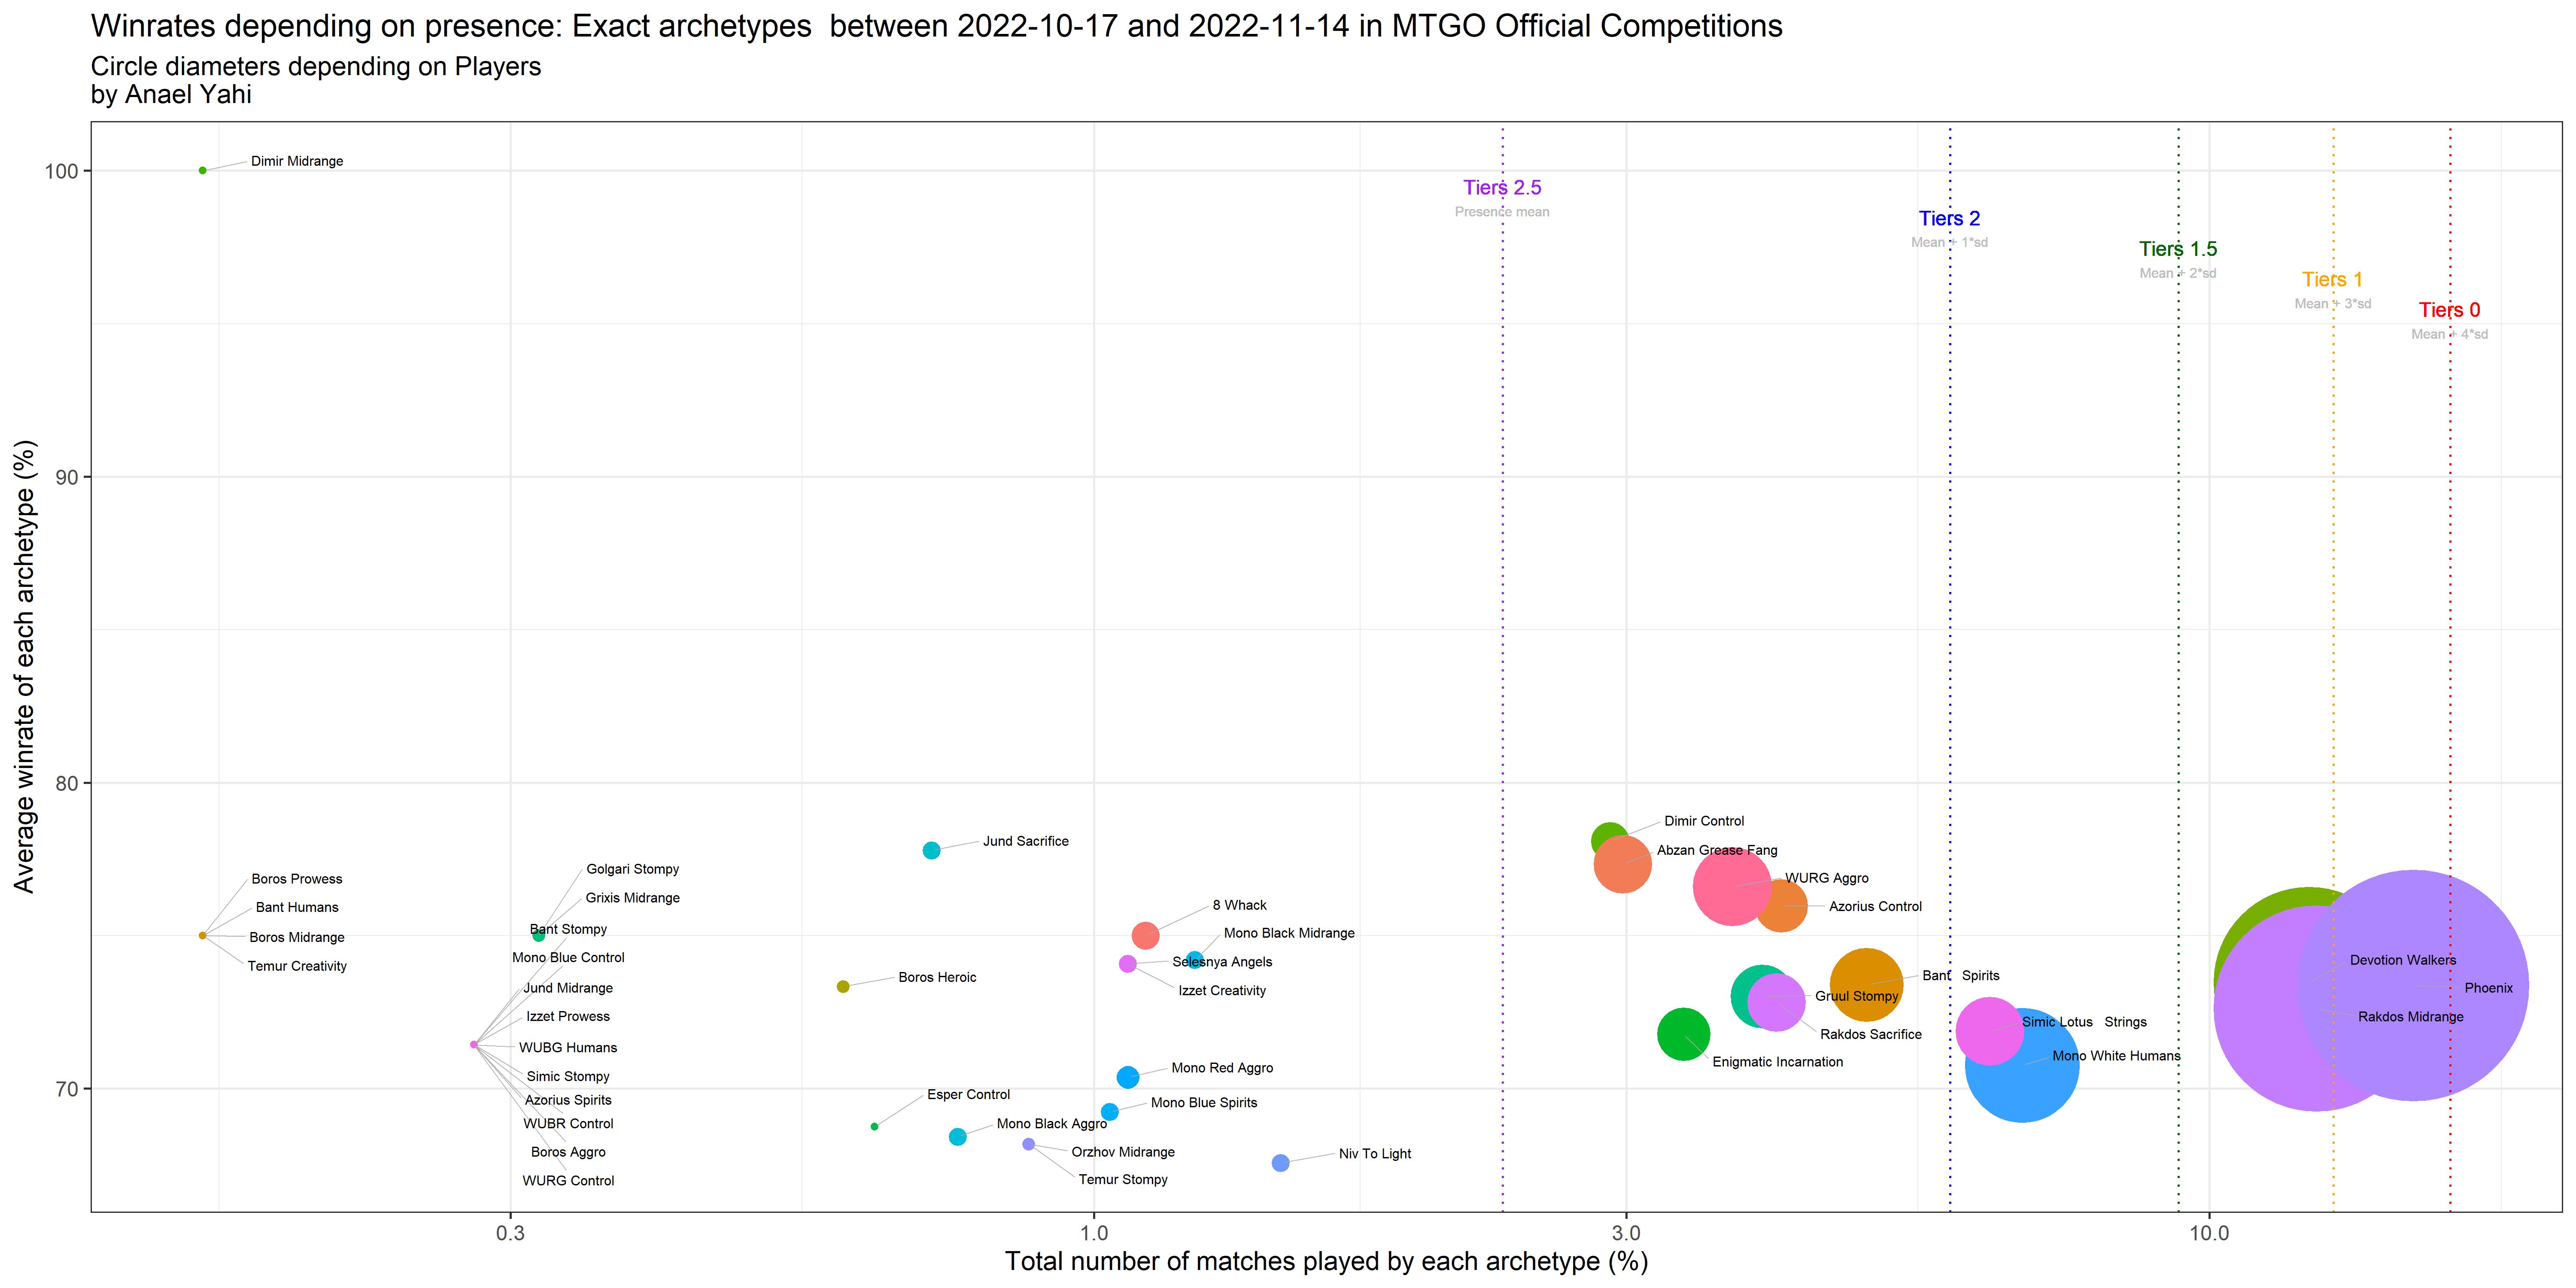 Winrates depending on presence: Exact archetypes  between 2022-10-17 and 2022-11-14 in MTGO Official Competitions
Circle diameters depending on Players
by Anael Yahi
Average winrate of each archetype (%)
100
90
80
70
Dimir Midrange
Tiers 2.5
Presence mean
Tiers 2
Mean + 1*sd
Tiers 1.5
Mean + 2*sd
Tiers 1
Mean + 3*sd
Tiers 0
Mean + 4*sd
Dimir Control
Jund Sacrifice
Abzan Grease Fang
Golgari Stompy
Boros Prowess
WURG Aggro
Grixis Midrange
8 Whack
Azorius Control
Bant Humans
Bant Stompy
Mono Black Midrange
Boros Midrange
Mono Blue Control
Devotion Walkers
Selesnya Angels
Temur Creativity
Bant   Spirits
Boros Heroic
Jund Midrange
Phoenix
Izzet Creativity
Gruul Stompy
Izzet Prowess
Rakdos Midrange
Simic Lotus   Strings
Rakdos Sacrifice
WUBG Humans
Mono White Humans
Enigmatic Incarnation
Mono Red Aggro
Simic Stompy
Esper Control
Azorius Spirits
Mono Blue Spirits
WUBR Control
Mono Black Aggro
Boros Aggro
Orzhov Midrange
Niv To Light
WURG Control
Temur Stompy
0.3
1.0
3.0
10.0
Total number of matches played by each archetype (%)